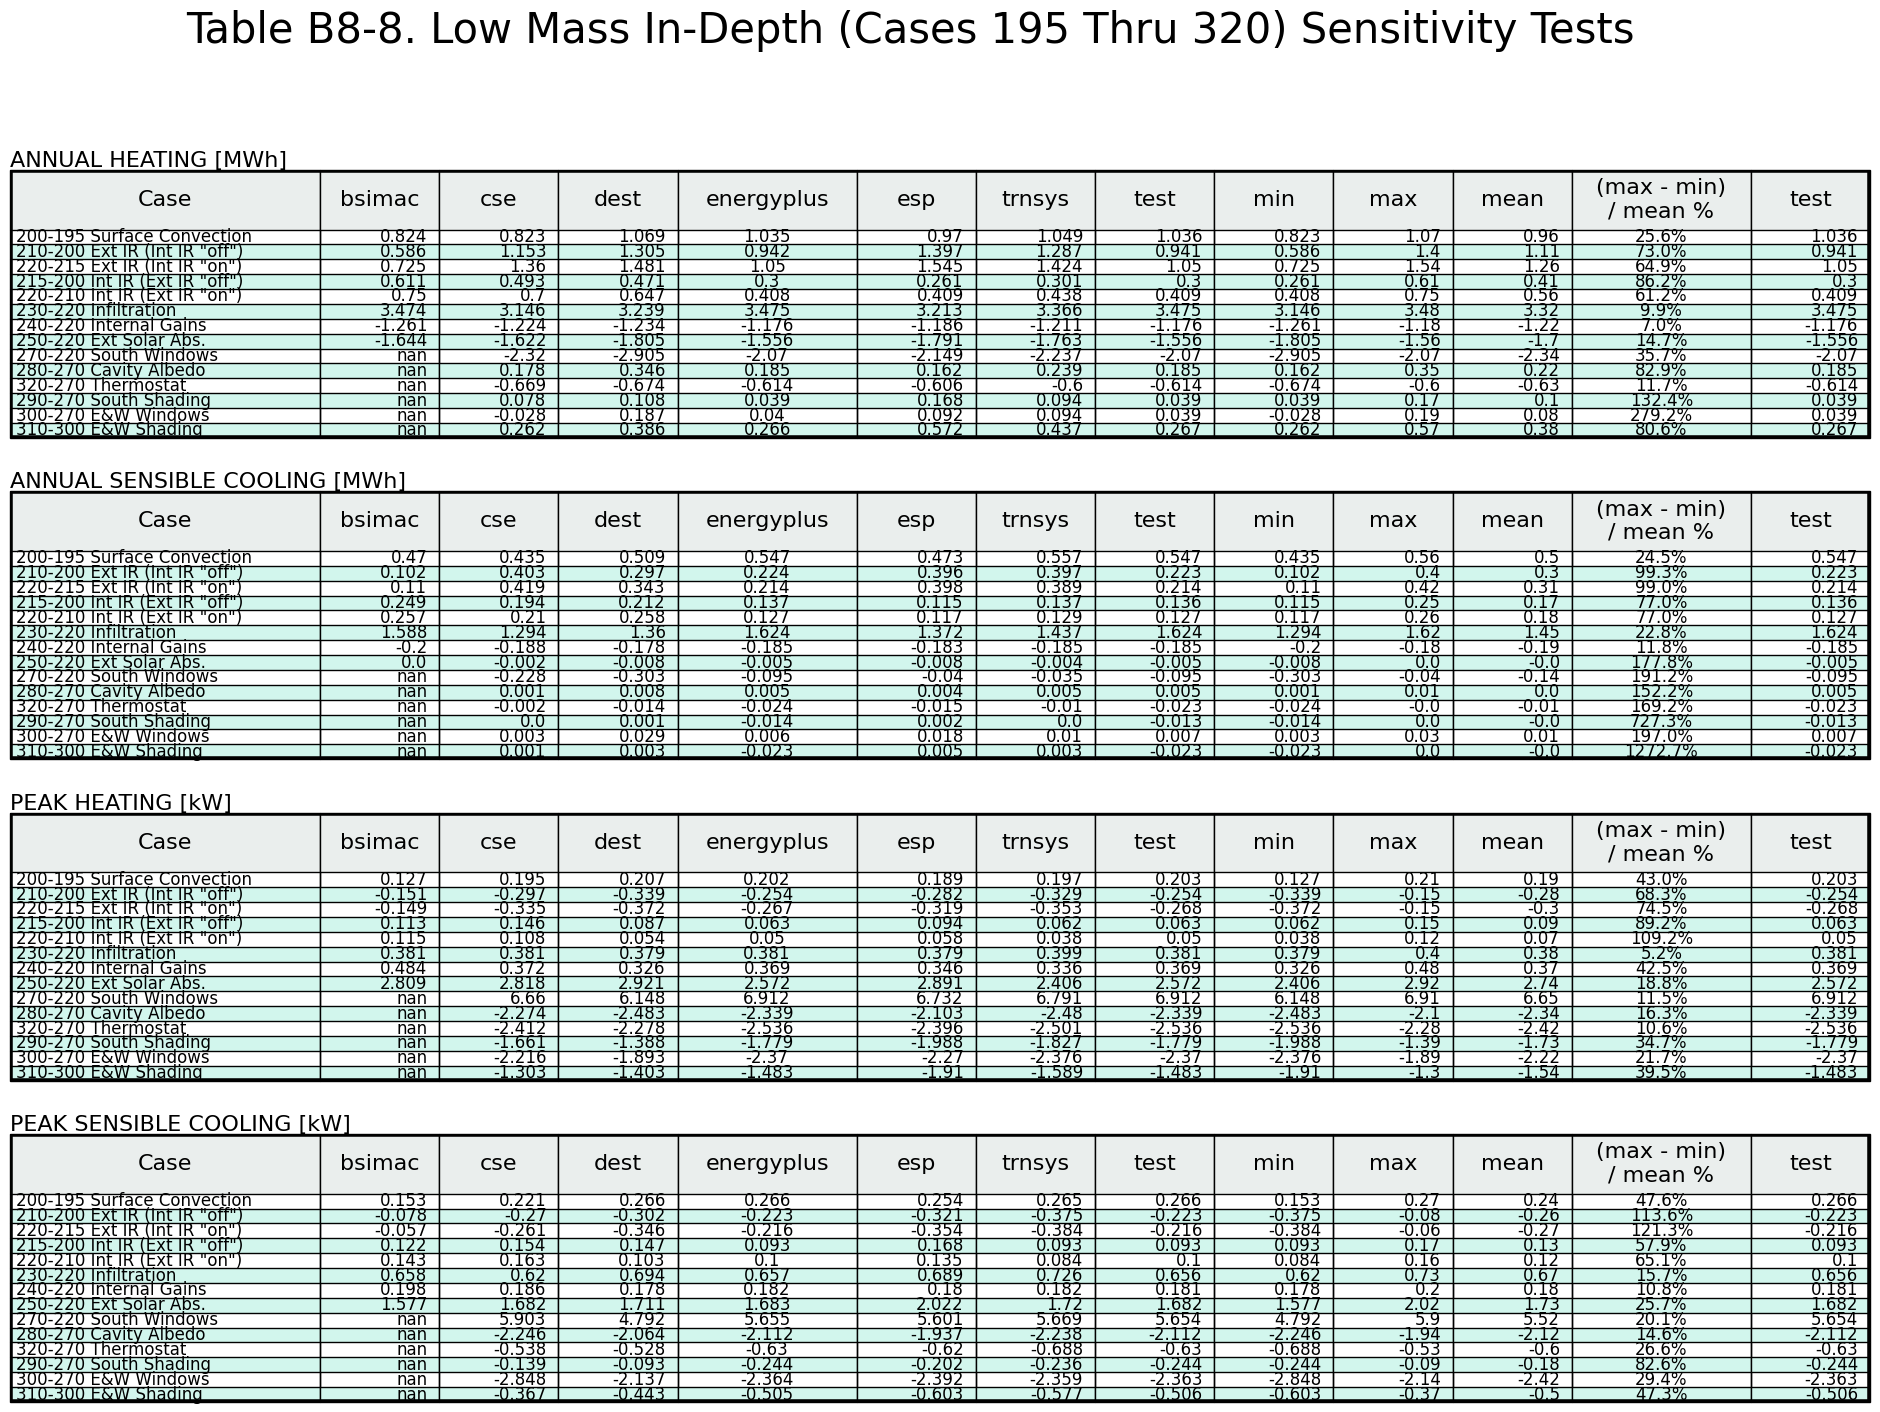 Table B8-8. Low Mass In-Depth (Cases 195 Thru 320) Sensitivity Tests
ANNUAL HEATING [MWh]
Case bsimac cse dest energyplus esp trnsys test min max mean (max - min) / mean % test
200-195 Surface Convection 0.824 0.823 1.069 1.035 0.97 1.049 1.036 0.823 1.07 0.96 25.6% 1.036
210-200 Ext IR (Int IR "off") 0.586 1.153 1.305 0.942 1.397 1.287 0.941 0.586 1.4 1.11 73.0% 0.941
220-215 Ext IR (Int IR "on") 0.725 1.36 1.481 1.05 1.545 1.424 1.05 0.725 1.54 1.26 64.9% 1.05
215-200 Int IR (Ext IR "off") 0.611 0.493 0.471 0.3 0.261 0.301 0.3 0.261 0.61 0.41 86.2% 0.3
220-210 Int IR (Ext IR "on") 0.75 0.7 0.647 0.408 0.409 0.438 0.409 0.408 0.75 0.56 61.2% 0.409
230-220 Infiltration 3.474 3.146 3.239 3.475 3.213 3.366 3.475 3.146 3.48 3.32 9.9% 3.475
240-220 Internal Gains -1.261 -1.224 -1.234 -1.176 -1.186 -1.211 -1.176 -1.261 -1.18 -1.22 7.0% -1.176
250-220 Ext Solar Abs. -1.644 -1.622 -1.805 -1.556 -1.791 -1.763 -1.556 -1.805 -1.56 -1.7 14.7% -1.556
270-220 South Windows nan -2.32 -2.905 -2.07 -2.149 -2.237 -2.07 -2.905 -2.07 -2.34 35.7% -2.07
280-270 Cavity Albedo nan 0.178 0.346 0.185 0.162 0.239 0.185 0.162 0.35 0.22 82.9% 0.185
320-270 Thermostat nan -0.669 -0.674 -0.614 -0.606 -0.6 -0.614 -0.674 -0.6 -0.63 11.7% -0.614
290-270 South Shading nan 0.078 0.108 0.039 0.168 0.094 0.039 0.039 0.17 0.1 132.4% 0.039
300-270 E&W Windows nan -0.028 0.187 0.04 0.092 0.094 0.039 -0.028 0.19 0.08 279.2% 0.039
310-300 E&W Shading nan 0.262 0.386 0.266 0.572 0.437 0.267 0.262 0.57 0.38 80.6% 0.267
ANNUAL SENSIBLE COOLING [MWh]
Case bsimac cse dest energyplus esp trnsys test min max mean (max - min) / mean % test
200-195 Surface Convection 0.47 0.435 0.509 0.547 0.473 0.557 0.547 0.435 0.56 0.5 24.5% 0.547
210-200 Ext IR (Int IR "off") 0.102 0.403 0.297 0.224 0.396 0.397 0.223 0.102 0.4 0.3 99.3% 0.223
220-215 Ext IR (Int IR "on") 0.11 0.419 0.343 0.214 0.398 0.389 0.214 0.11 0.42 0.31 99.0% 0.214
215-200 Int IR (Ext IR "off") 0.249 0.194 0.212 0.137 0.115 0.137 0.136 0.115 0.25 0.17 77.0% 0.136
220-210 Int IR (Ext IR "on") 0.257 0.21 0.258 0.127 0.117 0.129 0.127 0.117 0.26 0.18 77.0% 0.127
230-220 Infiltration 1.588 1.294 1.36 1.624 1.372 1.437 1.624 1.294 1.62 1.45 22.8% 1.624
240-220 Internal Gains -0.2 -0.188 -0.178 -0.185 -0.183 -0.185 -0.185 -0.2 -0.18 -0.19 11.8% -0.185
250-220 Ext Solar Abs. 0.0 -0.002 -0.008 -0.005 -0.008 -0.004 -0.005 -0.008 0.0 -0.0 177.8% -0.005
270-220 South Windows nan -0.228 -0.303 -0.095 -0.04 -0.035 -0.095 -0.303 -0.04 -0.14 191.2% -0.095
280-270 Cavity Albedo nan 0.001 0.008 0.005 0.004 0.005 0.005 0.001 0.01 0.0 152.2% 0.005
320-270 Thermostat nan -0.002 -0.014 -0.024 -0.015 -0.01 -0.023 -0.024 -0.0 -0.01 169.2% -0.023
290-270 South Shading nan 0.0 0.001 -0.014 0.002 0.0 -0.013 -0.014 0.0 -0.0 727.3% -0.013
300-270 E&W Windows nan 0.003 0.029 0.006 0.018 0.01 0.007 0.003 0.03 0.01 197.0% 0.007
310-300 E&W Shading nan 0.001 0.003 -0.023 0.005 0.003 -0.023 -0.023 0.0 -0.0 1272.7% -0.023
PEAK HEATING [kW]
Case bsimac cse dest energyplus esp trnsys test min max mean (max - min) / mean % test
200-195 Surface Convection 0.127 0.195 0.207 0.202 0.189 0.197 0.203 0.127 0.21 0.19 43.0% 0.203
210-200 Ext IR (Int IR "off") -0.151 -0.297 -0.339 -0.254 -0.282 -0.329 -0.254 -0.339 -0.15 -0.28 68.3% -0.254
220-215 Ext IR (Int IR "on") -0.149 -0.335 -0.372 -0.267 -0.319 -0.353 -0.268 -0.372 -0.15 -0.3 74.5% -0.268
215-200 Int IR (Ext IR "off") 0.113 0.146 0.087 0.063 0.094 0.062 0.063 0.062 0.15 0.09 89.2% 0.063
220-210 Int IR (Ext IR "on") 0.115 0.108 0.054 0.05 0.058 0.038 0.05 0.038 0.12 0.07 109.2% 0.05
230-220 Infiltration 0.381 0.381 0.379 0.381 0.379 0.399 0.381 0.379 0.4 0.38 5.2% 0.381
240-220 Internal Gains 0.484 0.372 0.326 0.369 0.346 0.336 0.369 0.326 0.48 0.37 42.5% 0.369
250-220 Ext Solar Abs. 2.809 2.818 2.921 2.572 2.891 2.406 2.572 2.406 2.92 2.74 18.8% 2.572
270-220 South Windows nan 6.66 6.148 6.912 6.732 6.791 6.912 6.148 6.91 6.65 11.5% 6.912
280-270 Cavity Albedo nan -2.274 -2.483 -2.339 -2.103 -2.48 -2.339 -2.483 -2.1 -2.34 16.3% -2.339
320-270 Thermostat nan -2.412 -2.278 -2.536 -2.396 -2.501 -2.536 -2.536 -2.28 -2.42 10.6% -2.536
290-270 South Shading nan -1.661 -1.388 -1.779 -1.988 -1.827 -1.779 -1.988 -1.39 -1.73 34.7% -1.779
300-270 E&W Windows nan -2.216 -1.893 -2.37 -2.27 -2.376 -2.37 -2.376 -1.89 -2.22 21.7% -2.37
310-300 E&W Shading nan -1.303 -1.403 -1.483 -1.91 -1.589 -1.483 -1.91 -1.3 -1.54 39.5% -1.483
PEAK SENSIBLE COOLING [kW]
Case bsimac cse dest energyplus esp trnsys test min max mean (max - min) / mean % test
200-195 Surface Convection 0.153 0.221 0.266 0.266 0.254 0.265 0.266 0.153 0.27 0.24 47.6% 0.266
210-200 Ext IR (Int IR "off") -0.078 -0.27 -0.302 -0.223 -0.321 -0.375 -0.223 -0.375 -0.08 -0.26 113.6% -0.223
220-215 Ext IR (Int IR "on") -0.057 -0.261 -0.346 -0.216 -0.354 -0.384 -0.216 -0.384 -0.06 -0.27 121.3% -0.216
215-200 Int IR (Ext IR "off") 0.122 0.154 0.147 0.093 0.168 0.093 0.093 0.093 0.17 0.13 57.9% 0.093
220-210 Int IR (Ext IR "on") 0.143 0.163 0.103 0.1 0.135 0.084 0.1 0.084 0.16 0.12 65.1% 0.1
230-220 Infiltration 0.658 0.62 0.694 0.657 0.689 0.726 0.656 0.62 0.73 0.67 15.7% 0.656
240-220 Internal Gains 0.198 0.186 0.178 0.182 0.18 0.182 0.181 0.178 0.2 0.18 10.8% 0.181
250-220 Ext Solar Abs. 1.577 1.682 1.711 1.683 2.022 1.72 1.682 1.577 2.02 1.73 25.7% 1.682
270-220 South Windows nan 5.903 4.792 5.655 5.601 5.669 5.654 4.792 5.9 5.52 20.1% 5.654
280-270 Cavity Albedo nan -2.246 -2.064 -2.112 -1.937 -2.238 -2.112 -2.246 -1.94 -2.12 14.6% -2.112
320-270 Thermostat nan -0.538 -0.528 -0.63 -0.62 -0.688 -0.63 -0.688 -0.53 -0.6 26.6% -0.63
290-270 South Shading nan -0.139 -0.093 -0.244 -0.202 -0.236 -0.244 -0.244 -0.09 -0.18 82.6% -0.244
300-270 E&W Windows nan -2.848 -2.137 -2.364 -2.392 -2.359 -2.363 -2.848 -2.14 -2.42 29.4% -2.363
310-300 E&W Shading nan -0.367 -0.443 -0.505 -0.603 -0.577 -0.506 -0.603 -0.37 -0.5 47.3% -0.506